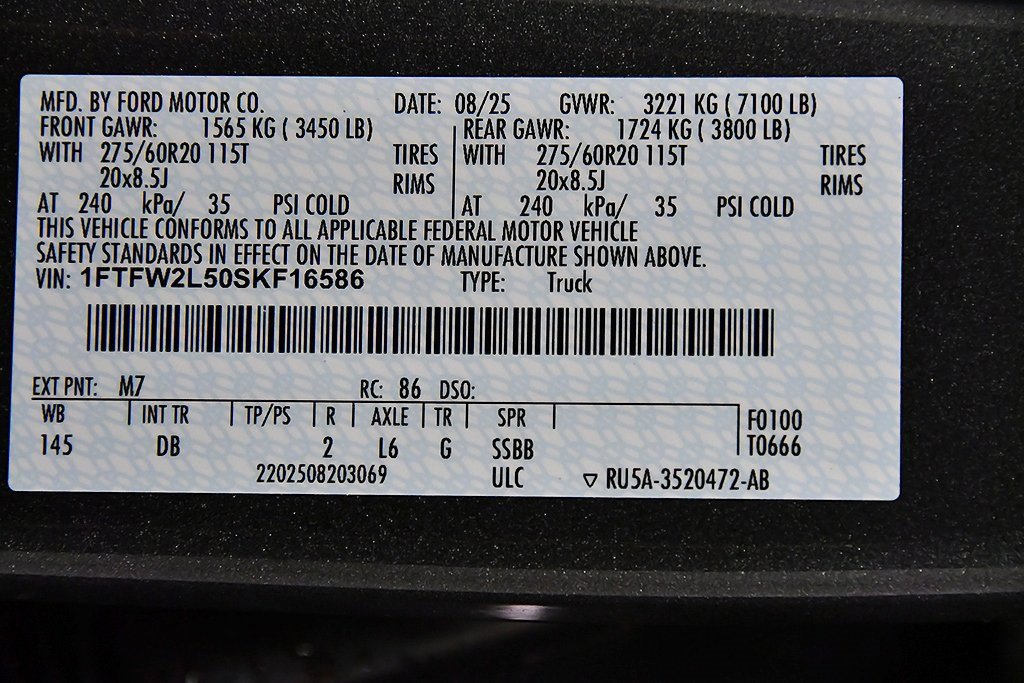 MFD. BY FORD MOTOR CO. DATE: 08/25 GVWR: 3221 KG ( 7100 LB)
FRONT GAWR: 1565 KG ( 3450 LB) REAR GAWR: 1724 KG ( 3800 LB)
WITH 275/60R20 115T TIRES WITH 275/60R20 115T TIRES
20x8.5J RIMS 20x8.5J RIMS
AT 240 kPa/ 35 PSI COLD AT 240 kPa/ 35 PSI COLD
THIS VEHICLE CONFORMS TO ALL APPLICABLE FEDERAL MOTOR VEHICLE
SAFETY STANDARDS IN EFFECT ON THE DATE OF MANUFACTURE SHOWN ABOVE.
VIN: 1FTFW2L50SKF16586 TYPE: Truck
EXT PNT: M7 RC: 86 DSO:
WB INT TR TP/PS R AXLE TR SPR F0100
145 DB 2 L6 G SSBB T0666
2202508203069 ULC ▽ RU5A-3520472-AB